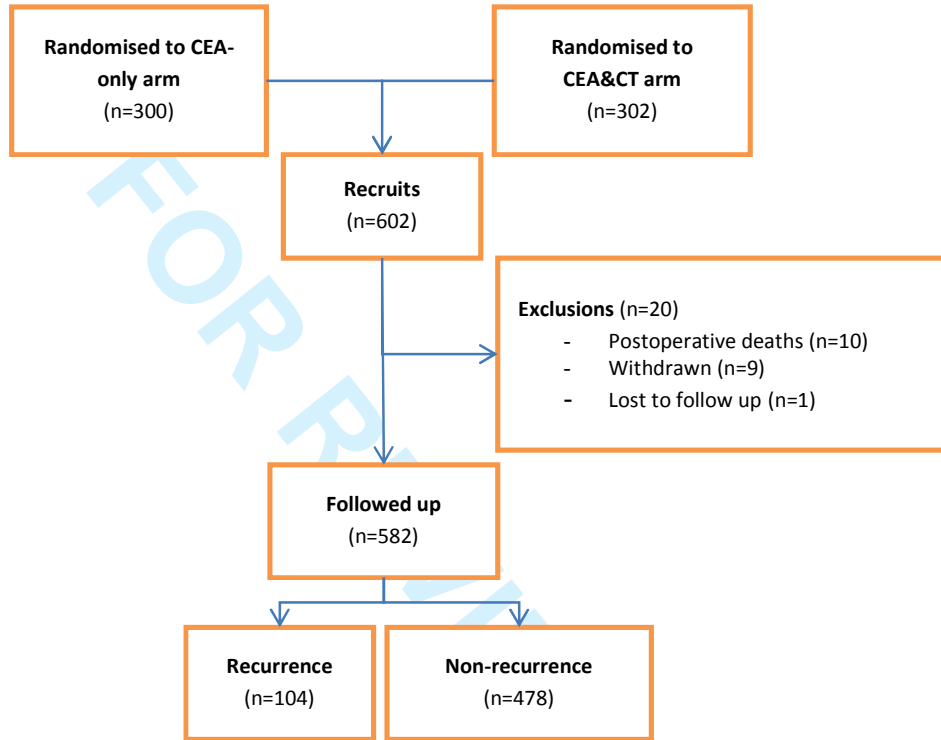 Randomised to CEA-
only arm
(n=300)
Randomised to
CEA&CT arm
(n=302)
Recruits
(n=602)
Exclusions (n=20)
- Postoperative deaths (n=10)
- Withdrawn (n=9)
- Lost to follow up (n=1)
Followed up
(n=582)
Recurrence
(n=104)
Non-recurrence
(n=478)
FOR